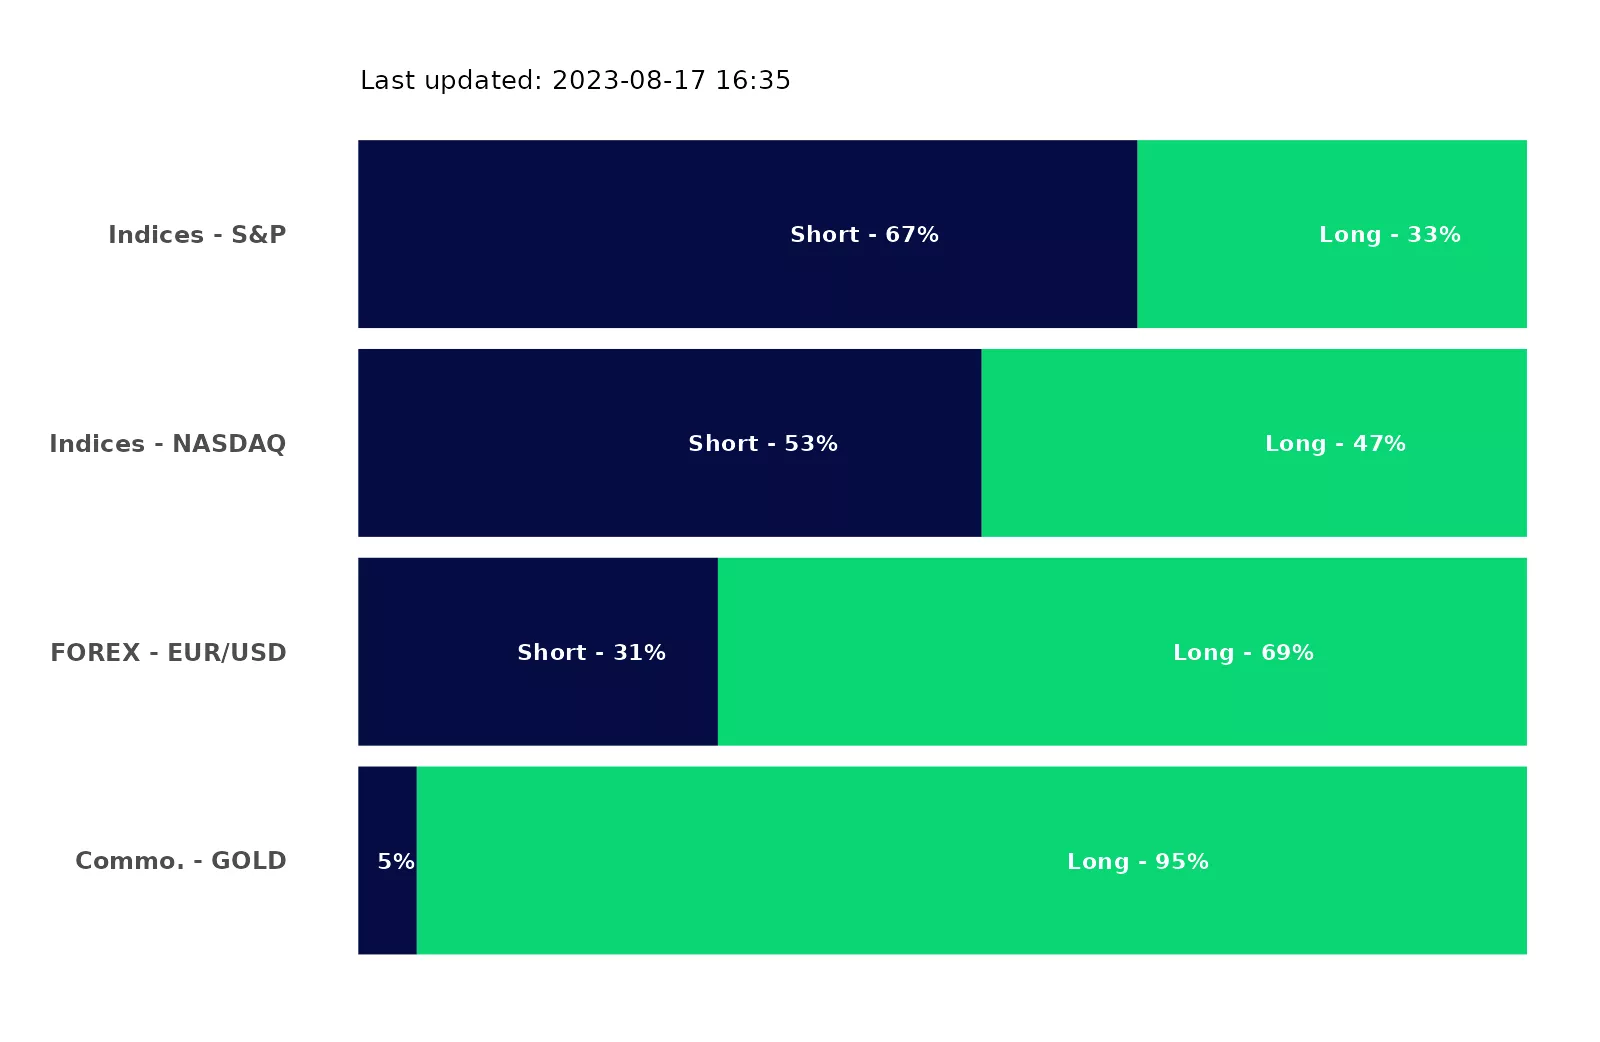 Last updated: 2023-08-17 16:35
Indices - S&P
Short - 67%
Long - 33%
Indices - NASDAQ
Short - 53%
Long - 47%
FOREX - EUR/USD
Short - 31%
Long - 69%
Commo. - GOLD
5%
Long - 95%